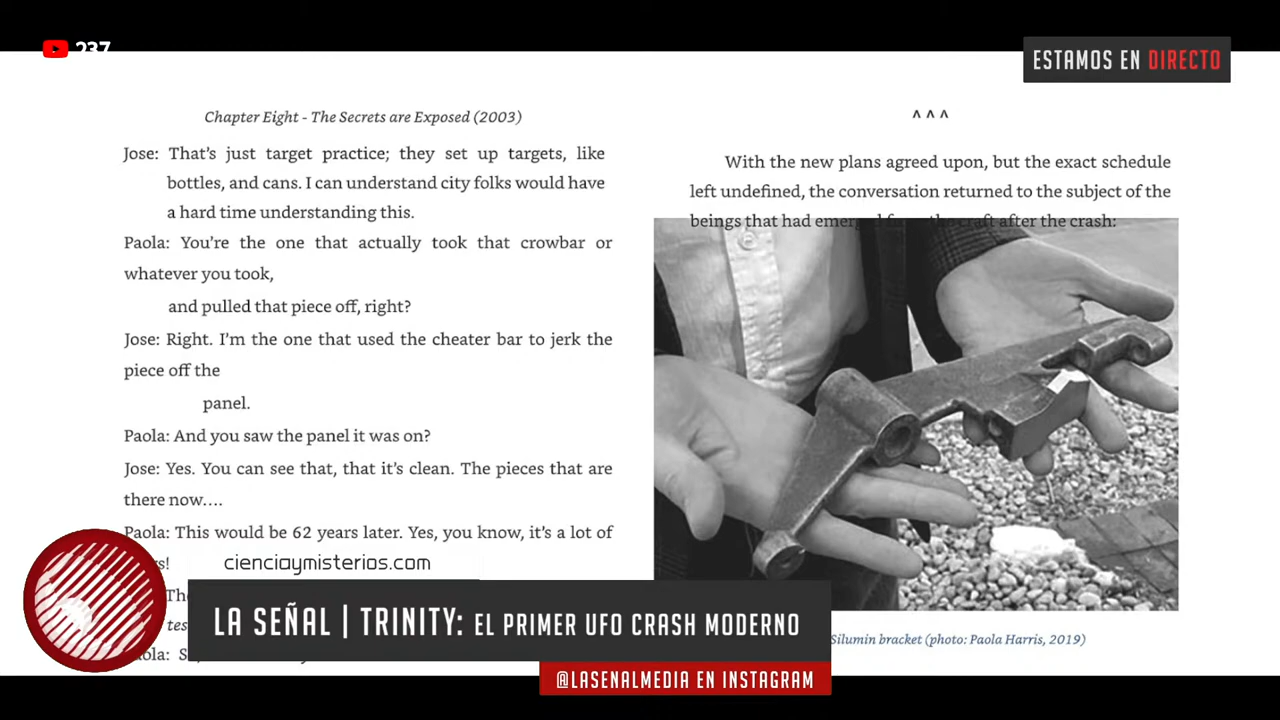 237
ESTAMOS EN DIRECTO
Chapter Eight - The Secrets are Exposed (2003)
Jose: That's just target practice; they set up targets, like
bottles, and cans. I can understand city folks would have
a hard time understanding this.
Paola: You're the one that actually took that crowbar or
whatever you took,
and pulled that piece off, right?
Jose: Right. I'm the one that used the cheater bar to jerk the
piece off the
panel.
Paola: And you saw the panel it was on?
Jose: Yes. You can see that, that it's clean. The pieces that are
there now....
Paola: This would be 62 years later. Yes, you know, it's a lot of
^ ^ ^
With the new plans agreed upon, but the exact schedule
left undefined, the conversation returned to the subject of the
beings that had emerged from the craft after the crash:
Silumin bracket (photo: Paola Harris, 2019)
cienciaymisterios.com
LA SEÑAL | TRINITY: EL PRIMER UFO CRASH MODERNO
@LASENALMEDIA EN INSTAGRAM